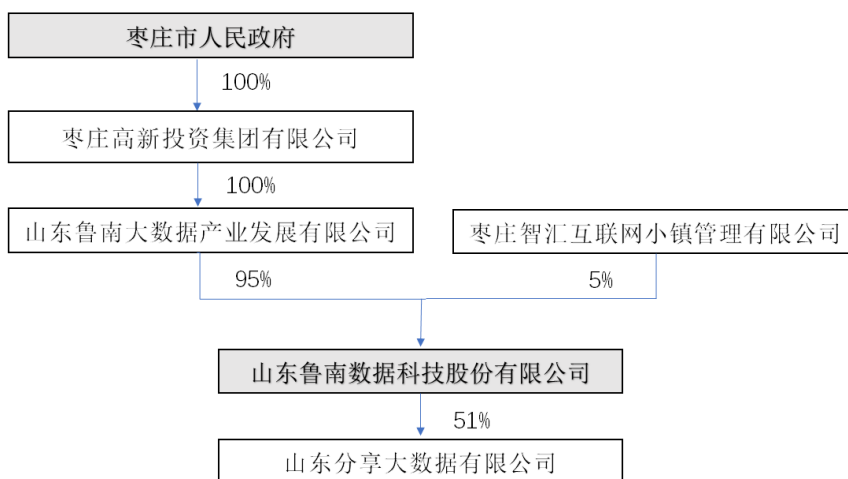 枣庄市人民政府
100%
枣庄高新投资集团有限公司
100%
山东鲁南大数据产业发展有限公司
枣庄智汇互联网小镇管理有限公司
95%
5%
山东鲁南数据科技股份有限公司
51%
山东分享大数据有限公司